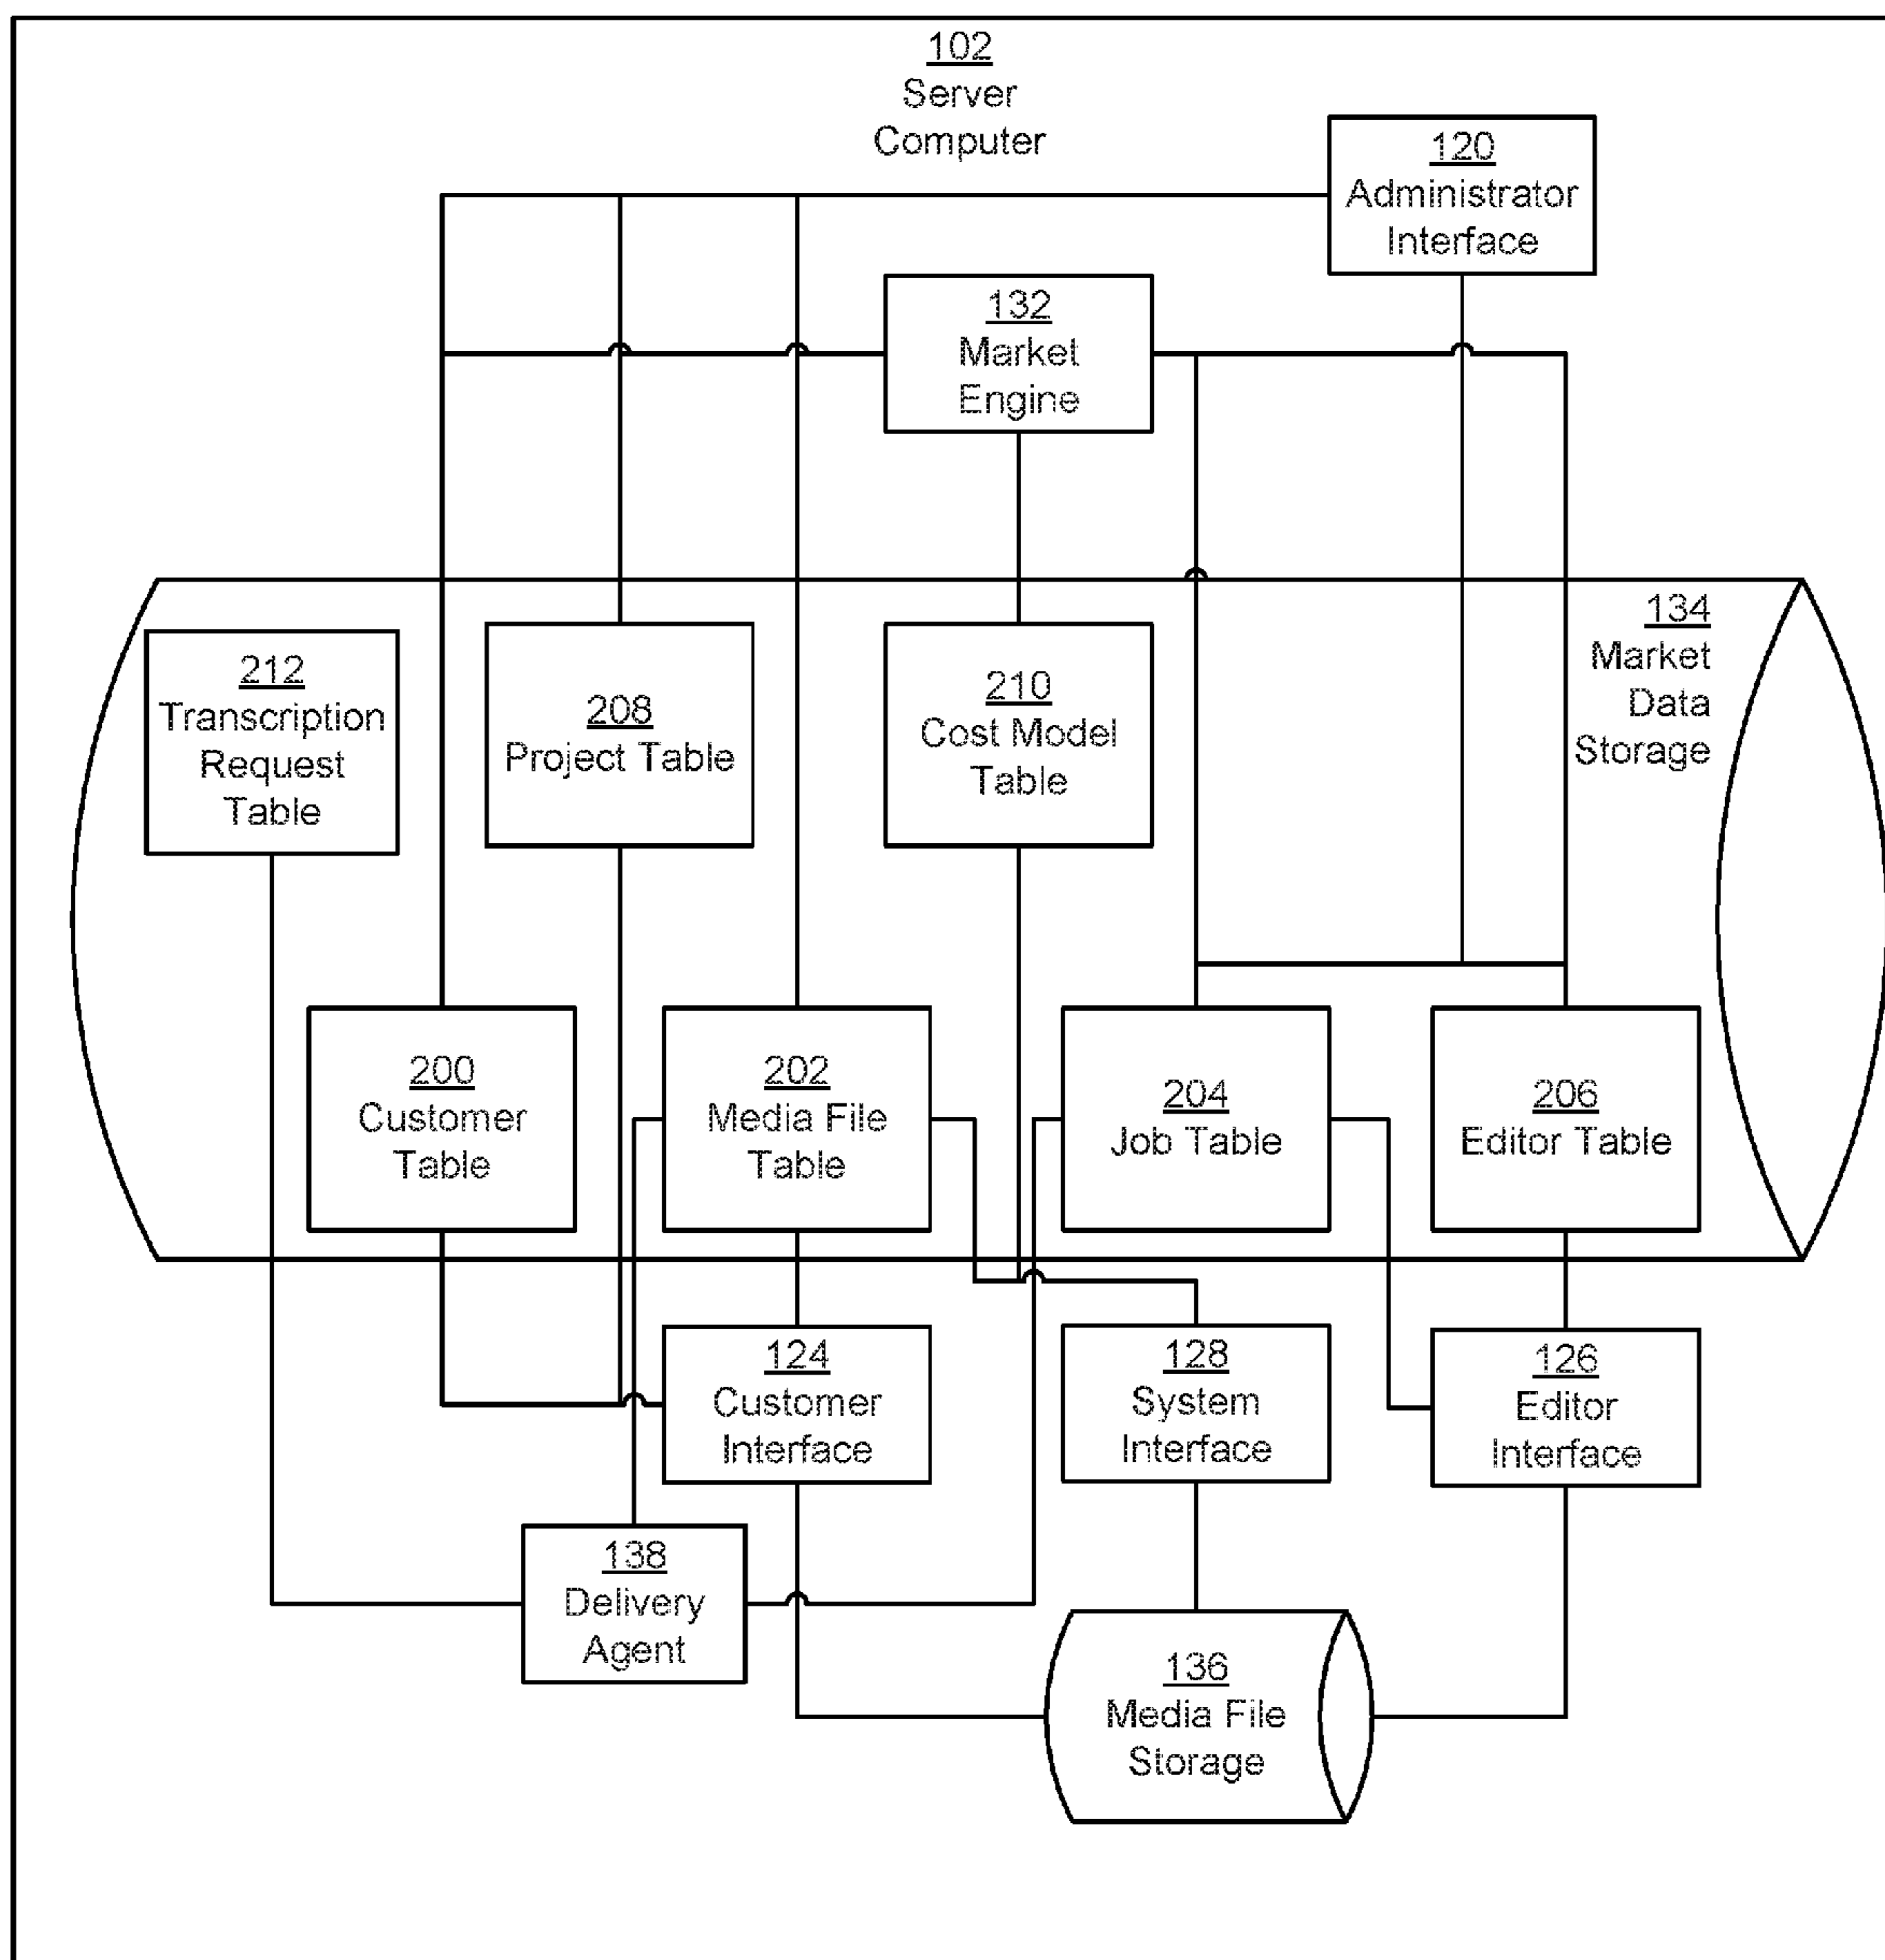 102
Server
Computer
120
Administrator
Interface
132
Market
Engine
134
Market
Data
Storage
212
Transcription
Request
Table
208
Project Table
210
Cost Model
Table
200
Customer
Table
202
Media File
Table
204
Job Table
206
Editor Table
124
Customer
Interface
128
System
Interface
126
Editor
Interface
138
Delivery
Agent
136
Media File
Storage